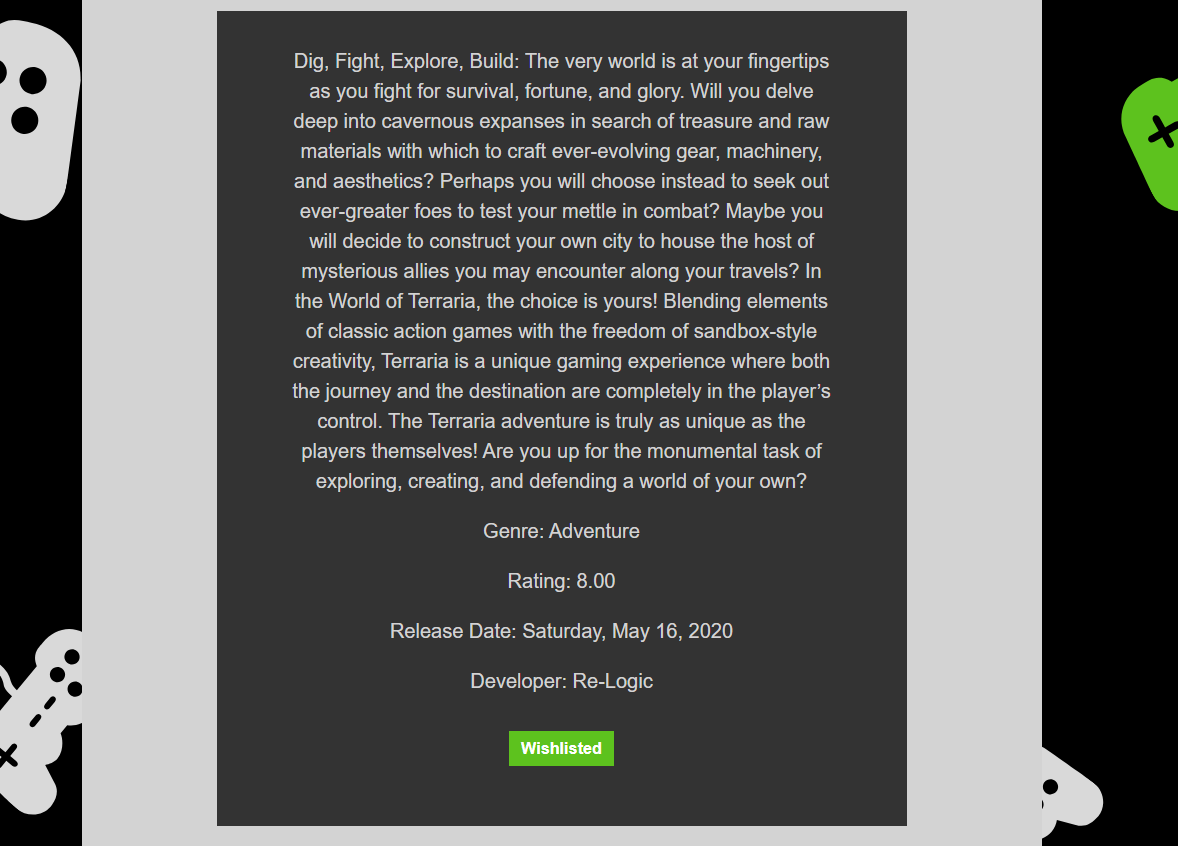 Dig, Fight, Explore, Build: The very world is at your fingertips
as you fight for survival, fortune, and glory. Will you delve
deep into cavernous expanses in search of treasure and raw
materials with which to craft ever-evolving gear, machinery,
and aesthetics? Perhaps you will choose instead to seek out
ever-greater foes to test your mettle in combat? Maybe you
will decide to construct your own city to house the host of
mysterious allies you may encounter along your travels? In
the World of Terraria, the choice is yours! Blending elements
of classic action games with the freedom of sandbox-style
creativity, Terraria is a unique gaming experience where both
the journey and the destination are completely in the player’s
control. The Terraria adventure is truly as unique as the
players themselves! Are you up for the monumental task of
exploring, creating, and defending a world of your own?
Genre: Adventure
Rating: 8.00
Release Date: Saturday, May 16, 2020
Developer: Re-Logic
Wishlisted